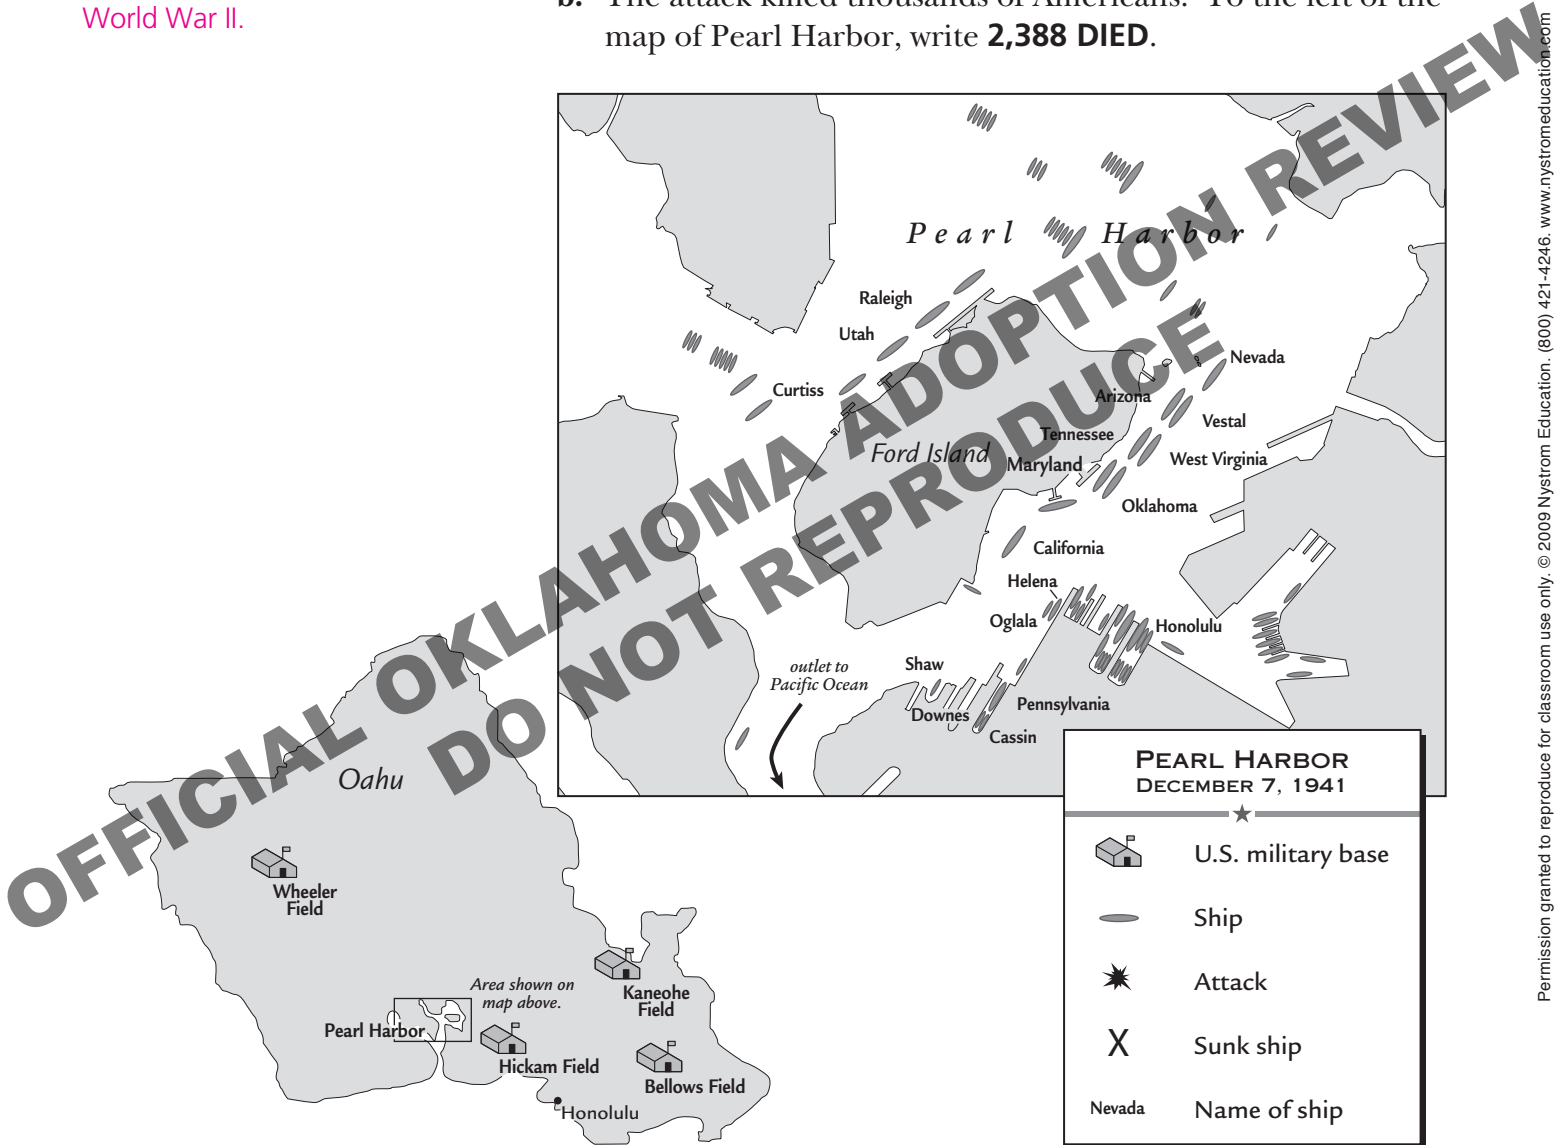 World War II.
b. The attack killed thousands of Americans. To the left of the
map of Pearl Harbor, write 2,388 DIED.
Pearl Harbor
Raleigh
Utah
Curtiss
Nevada
Arizona
Vestal
Tennessee
Ford Island
Maryland
West Virginia
Oklahoma
California
Helena
Oglala
Honolulu
Shaw
outlet to
Pacific Ocean
Downes
Pennsylvania
Cassin
Oahu
Wheeler
Field
Area shown on
map above.
Kaneohe
Field
Pearl Harbor
Hickam Field
Bellows Field
Honolulu
PEARL HARBOR
DECEMBER 7, 1941
U.S. military base
Ship
Attack
X Sunk ship
Nevada Name of ship
OFFICIAL OKLAHOMA ADOPTION REVIEW
DO NOT REPRODUCE
Permission granted to reproduce for classroom use only. © 2009 Nystrom Education. (800) 421-4246. www.nystromeducation.com